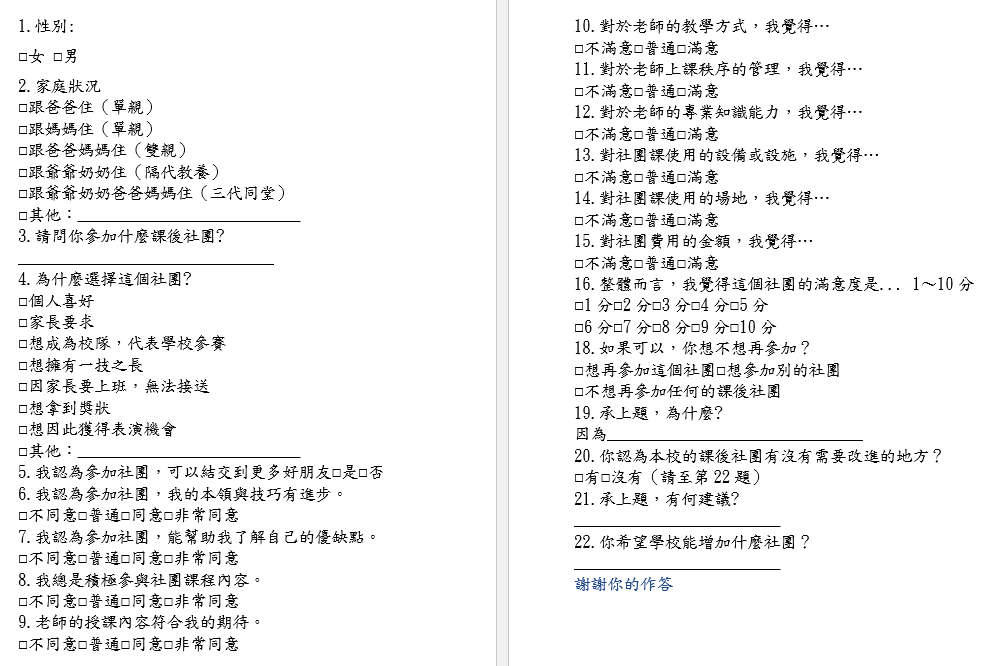 1.性別:
□女 □男
2.家庭狀況
□跟爸爸住（單親）
□跟媽媽住（單親）
□跟爸爸媽媽住（雙親）
□跟爺爺奶奶住（隔代教養）
□跟爺爺奶奶爸爸媽媽住（三代同堂）
□其他：___________________________
3.請問你參加什麼課後社團?
_______________________________
4.為什麼選擇這個社團?
□個人喜好
□家長要求
□想成為校隊，代表學校參賽
□想擁有一技之長
□因家長要上班，無法接送
□想拿到獎狀
□想因此獲得表演機會
□其他：___________________________
5.我認為參加社團，可以結交到更多好朋友□是□否
6.我認為參加社團，我的本領與技巧有進步。
□不同意□普通□同意□非常同意
7.我認為參加社團，能幫助我了解自己的優缺點。
□不同意□普通□同意□非常同意
8.我總是積極參與社團課程內容。
□不同意□普通□同意□非常同意
9.老師的授課內容符合我的期待。
□不同意□普通□同意□非常同意
10.對於老師的教學方式，我覺得…
□不滿意□普通□滿意
11.對於老師上課秩序的管理，我覺得…
□不滿意□普通□滿意
12.對於老師的專業知識能力，我覺得…
□不滿意□普通□滿意
13.對社團課使用的設備或設施，我覺得…
□不滿意□普通□滿意
14.對社團課使用的場地，我覺得…
□不滿意□普通□滿意
15.對社團費用的金額，我覺得…
□不滿意□普通□滿意
16.整體而言，我覺得這個社團的滿意度是... 1～10 分
□1 分□2 分□3 分□4 分□5 分
□6 分□7 分□8 分□9 分□10 分
18.如果可以，你想不想再參加？
□想再參加這個社團□想參加別的社團
□不想再參加任何的課後社團
19.承上題，為什麼?
因為_______________________________
20.你認為本校的課後社團有沒有需要改進的地方？
□有□沒有（請至第 22 題）
21.承上題，有何建議?
_________________________
22.你希望學校能增加什麼社團？
_________________________
謝謝你的作答